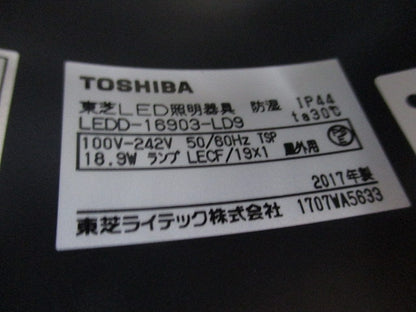 TOSHIBA
東芝LED照明器具 防湿 IP44
LEDD-16903-LD9 ta30℃
100V-242V 50/60Hz TSP
18.9W ランプ LECF/19x1 屋外用
2017年製
東芝ライテック株式会社 1707WA5633